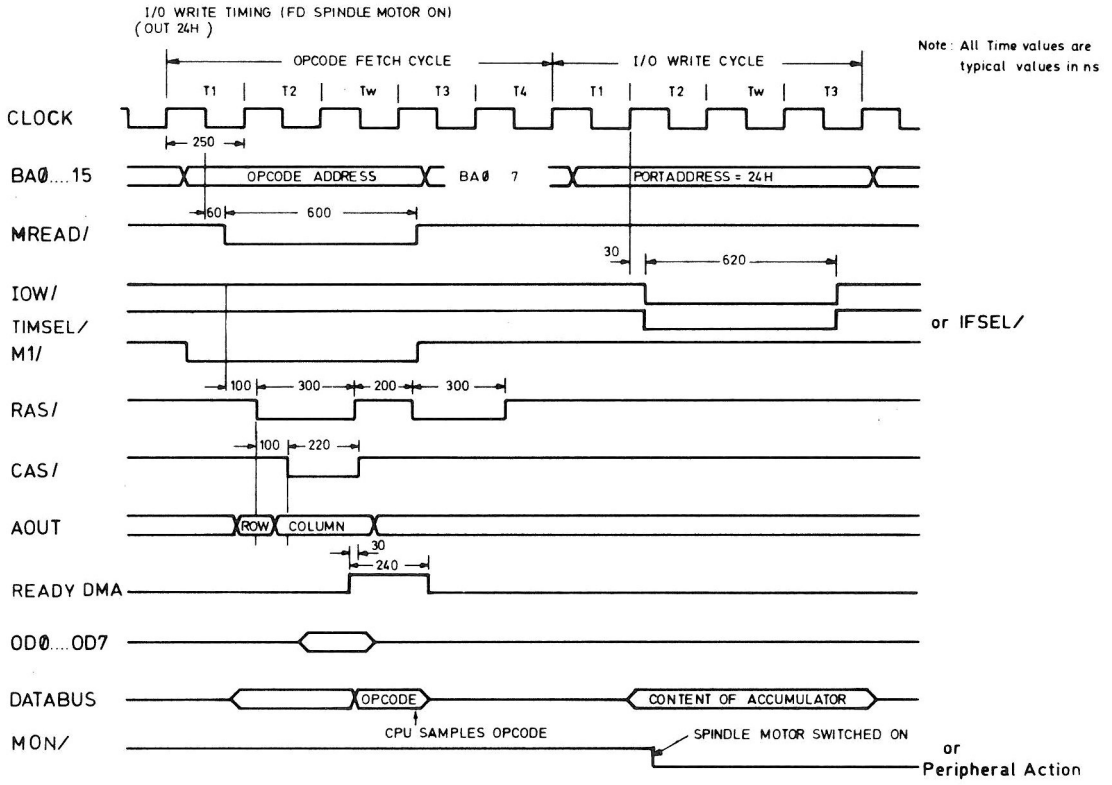 I/O WRITE TIMING (FD SPINDLE MOTOR ON)
(OUT 24H)
Note: All Time values are
typical values in ns
OPCODE FETCH CYCLE
I/O WRITE CYCLE
T1 T2 Tw T3 T4 T1 T2 Tw T3
CLOCK
250
BAØ....15 OPCODE ADDRESS BAØ 7 PORTADDRESS = 24H
60 600
MREAD/
30 620
IOW/
TIMSEL/ or IFSEL/
M1/
100 300 200 300
RAS/
100 220
CAS/
AOUT ROW COLUMN
30
240
READY DMA
ODØ....OD7
DATABUS OPCODE CONTENT OF ACCUMULATOR
CPU SAMPLES OPCODE SPINDLE MOTOR SWITCHED ON
MON/ or
Peripheral Action